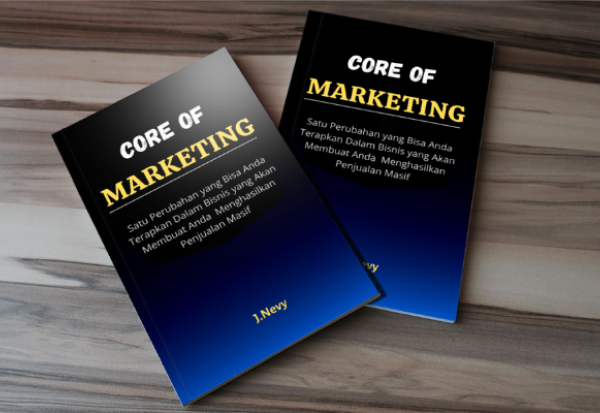 CORE OF
MARKETING
Satu Perubahan yang Bisa Anda
Terapkan Dalam Bisnis yang Akan
Membuat Anda Menghasilkan
Penjualan Masif
J.Nevy
CORE OF
MARKETING
Satu Perubahan yang Bisa Anda
Terapkan Dalam Bisnis yang Akan
Membuat Anda Menghasilkan
Penjualan Masif